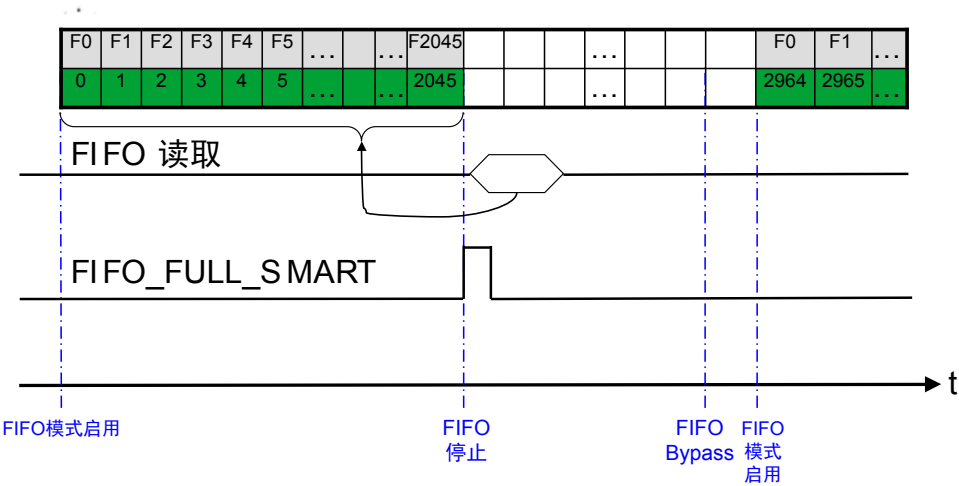 F0 F1 F2 F3 F4 F5 ... ... F2045 ... F0 F1 ...
0 1 2 3 4 5 ... ... 2045 ... 2964 2965 ...
FIFO 读取
FIFO_FULL_SMART
t
FIFO模式启用
FIFO
停止
FIFO
Bypass
FIFO
模式
启用